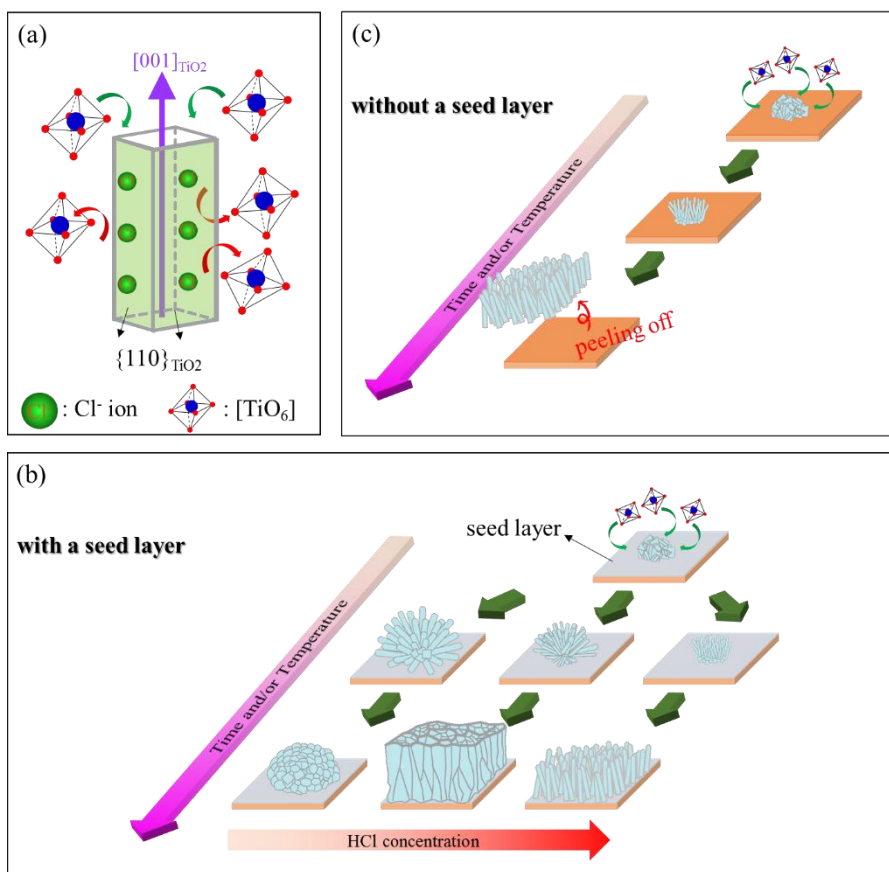 (a)
[001]TiO2
{110}TiO2
Cl : Cl- ion : [TiO6]
(c)
without a seed layer
Time and/or Temperature
peeling off
(b)
with a seed layer
seed layer
Time and/or Temperature
HCl concentration